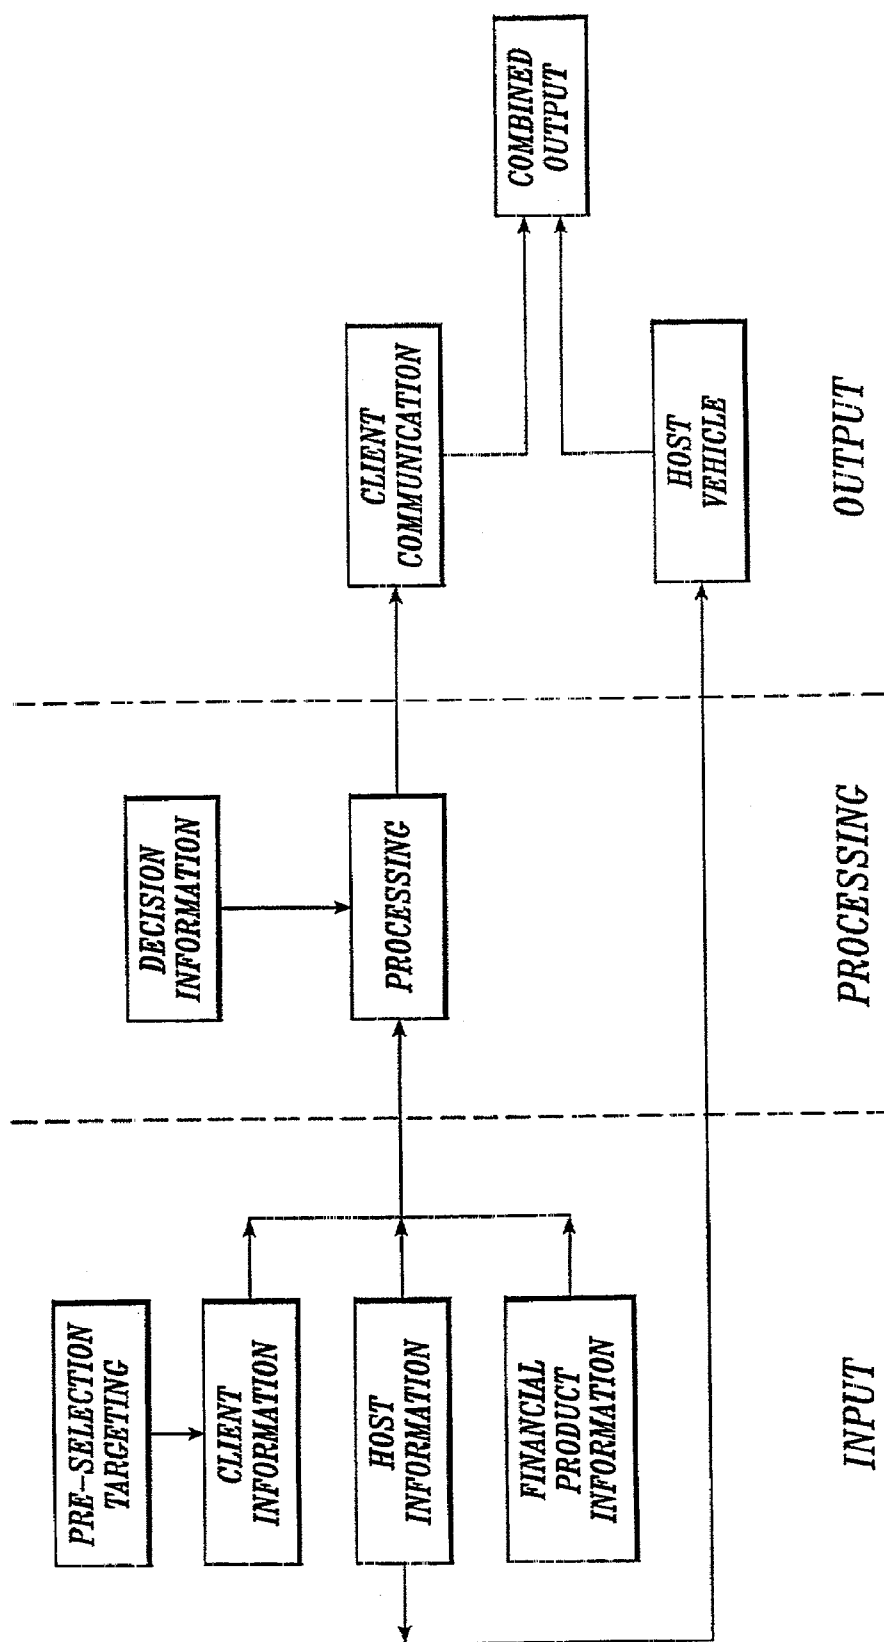 PRE-SELECTION
TARGETING
CLIENT
INFORMATION
HOST
INFORMATION
FINANCIAL
PRODUCT
INFORMATION
INPUT
DECISION
INFORMATION
PROCESSING
PROCESSING
CLIENT
COMMUNICATION
HOST
VEHICLE
COMBINED
OUTPUT
OUTPUT